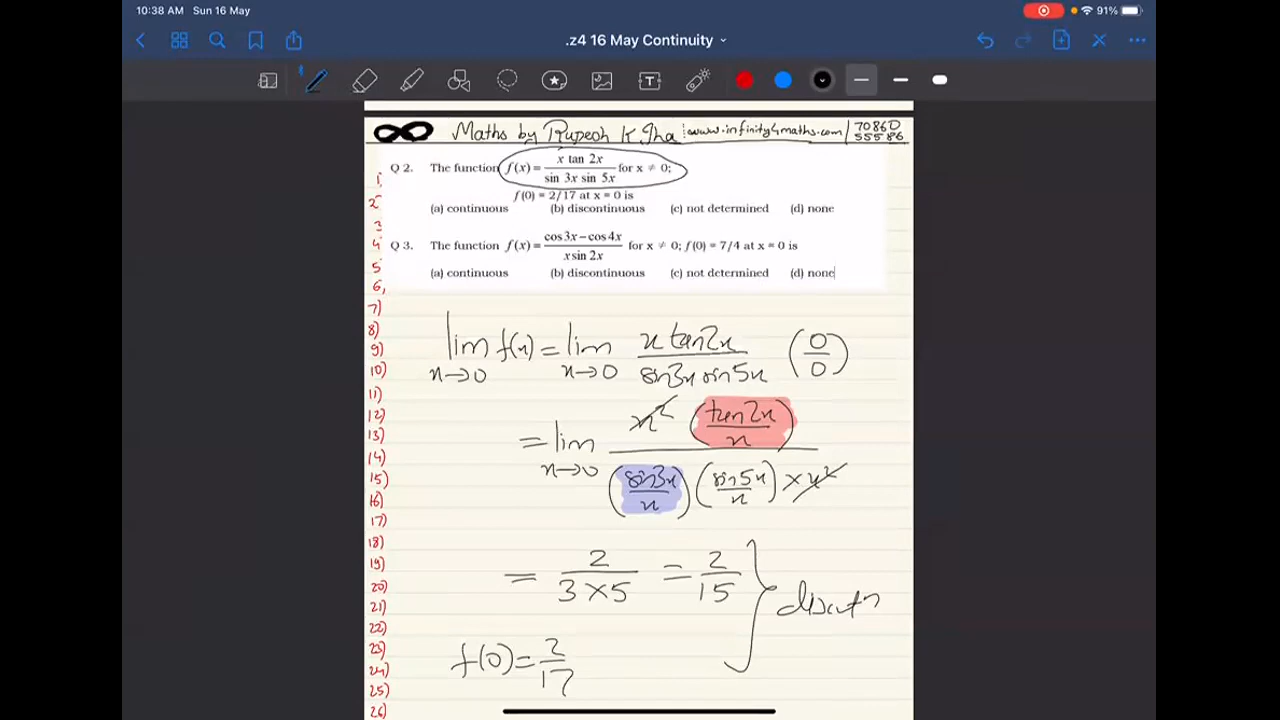 10:38 AM Sun 16 May 91%
.z4 16 May Continuity
Maths by Rupesh K. Jha www.infinity4maths.com 70860 55586
Q 2. The function f(x) = x tan 2x / sin 3x sin 5x for x ≠ 0;
f(0) = 2/17 at x = 0 is
(a) continuous (b) discontinuous (c) not determined (d) none
Q 3. The function f(x) = cos 3x – cos 4x / x sin 2x for x ≠ 0; f(0) = 7/4 at x = 0 is
(a) continuous (b) discontinuous (c) not determined (d) none
1,
2
3
4
5
6,
7)
8)
9)
10)
11)
12)
13)
14)
15)
16)
17)
18)
19)
20)
21)
22)
23)
24)
25)
26)
lim x→0 f(x) = lim x→0 x tan2x / sin3x sin5x (0/0)
= lim x→0 x² (tan2x / x) / (sin3x / x) (sin5x / x) × x²
= 2 / 3×5 = 2/15
f(0) = 2/17